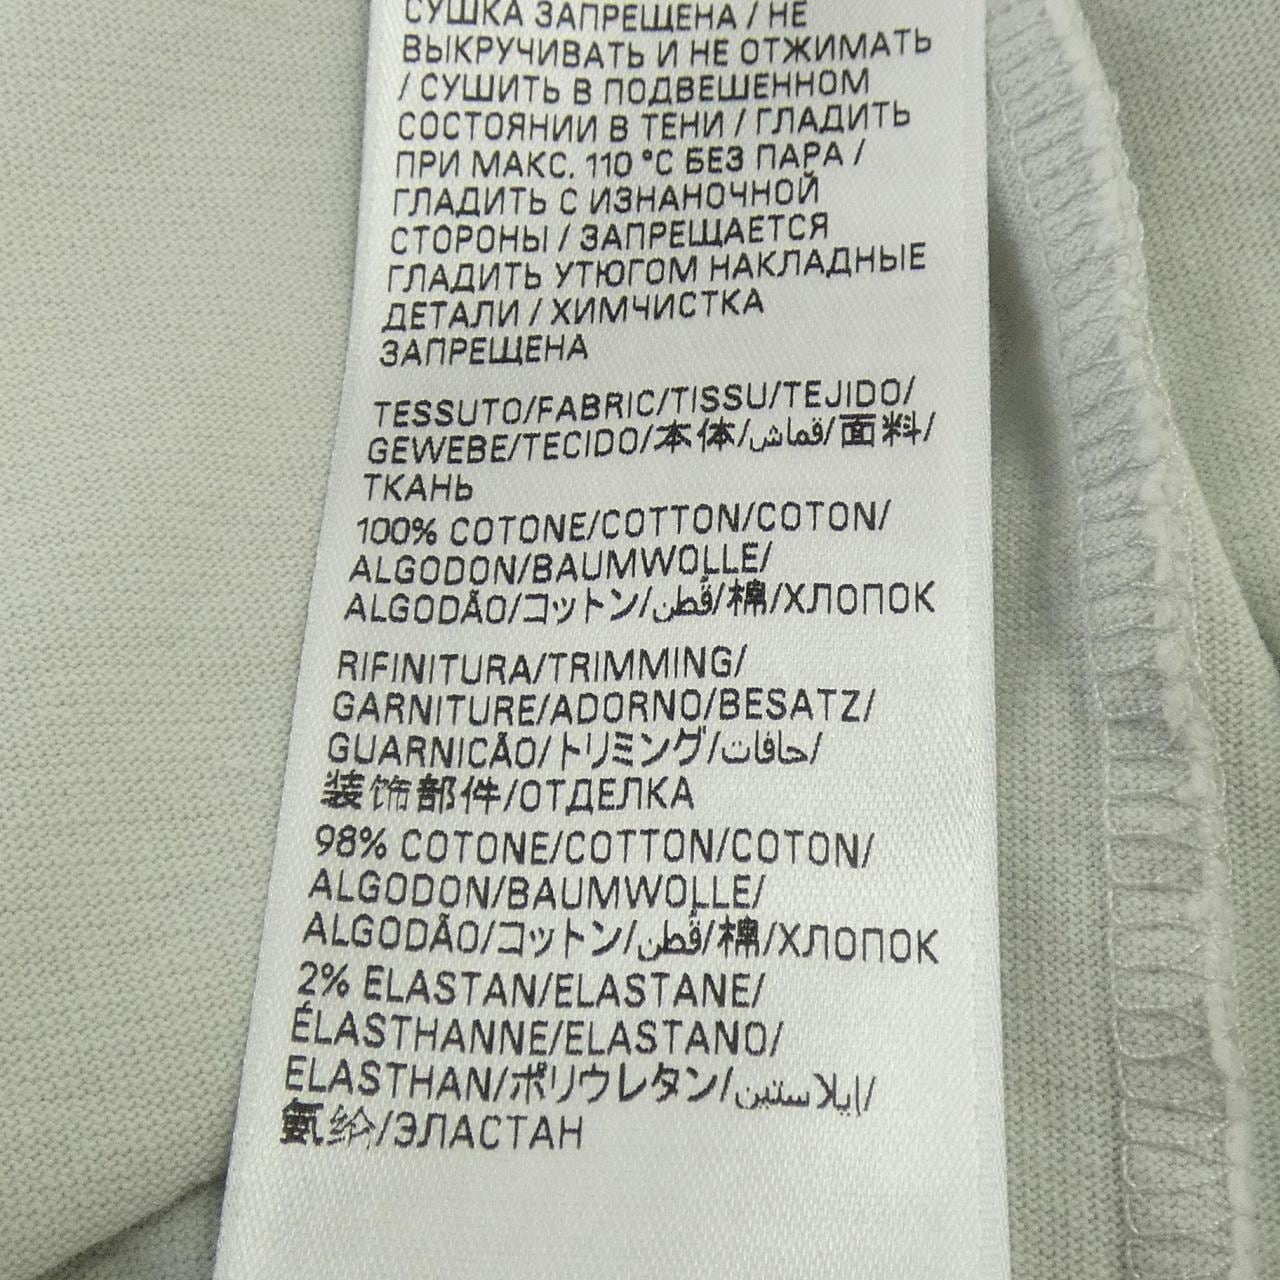 СУШКА ЗАПРЕЩЕНА / НЕ
ВЫКРУЧИВАТЬ И НЕ ОТЖИМАТЬ
/ СУШИТЬ В ПОДВЕШЕННОМ
СОСТОЯНИИ В ТЕНИ / ГЛАДИТЬ
ПРИ МАКС. 110 °C БЕЗ ПАРА /
ГЛАДИТЬ С ИЗНАНОЧНОЙ
СТОРОНЫ / ЗАПРЕЩАЕТСЯ
ГЛАДИТЬ УТЮГОМ НАКЛАДНЫЕ
ДЕТАЛИ / ХИМЧИСТКА
ЗАПРЕЩЕНА
TESSUTO/FABRIC/TISSU/TEJIDO/
GEWEBE/TECIDO/本体/قماش/面料/
ТКАНЬ
100% COTONE/COTTON/COTON/
ALGODON/BAUMWOLLE/
ALGODÃO/コットン/قُطن/棉/ХЛОПОК
RIFINITURA/TRIMMING/
GARNITURE/ADORNO/BESATZ/
GUARNICÃO/トリミング/حافات/
装饰部件/ОТДЕЛКА
98% COTONE/COTTON/COTON/
ALGODON/BAUMWOLLE/
ALGODÃO/コットン/قُطن/棉/ХЛОПОК
2% ELASTAN/ELASTANE/
ÉLASTHANNE/ELASTANO/
ELASTHAN/ポリウレタン/إيلاستين/
氨纶/ЭЛАСТАН